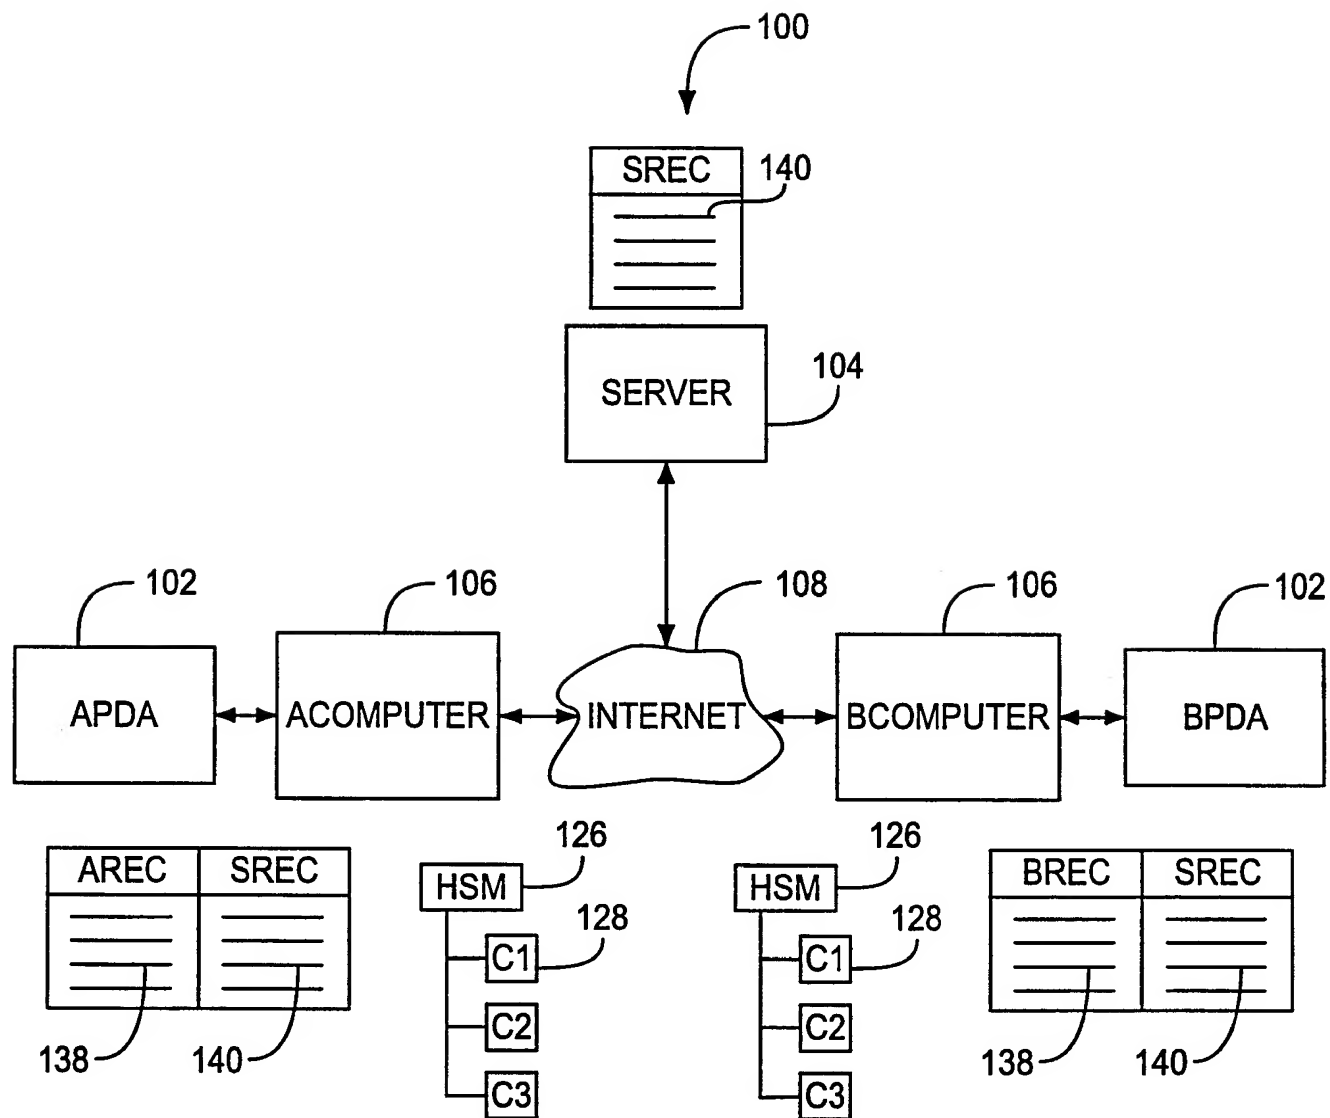 100
SREC
140
SERVER
104
102
106
108
106
102
APDA
ACOMPUTER
INTERNET
BCOMPUTER
BPDA
AREC SREC
138
140
HSM
126
C1
128
C2
C3
HSM
126
C1
128
C2
C3
BREC SREC
138
140